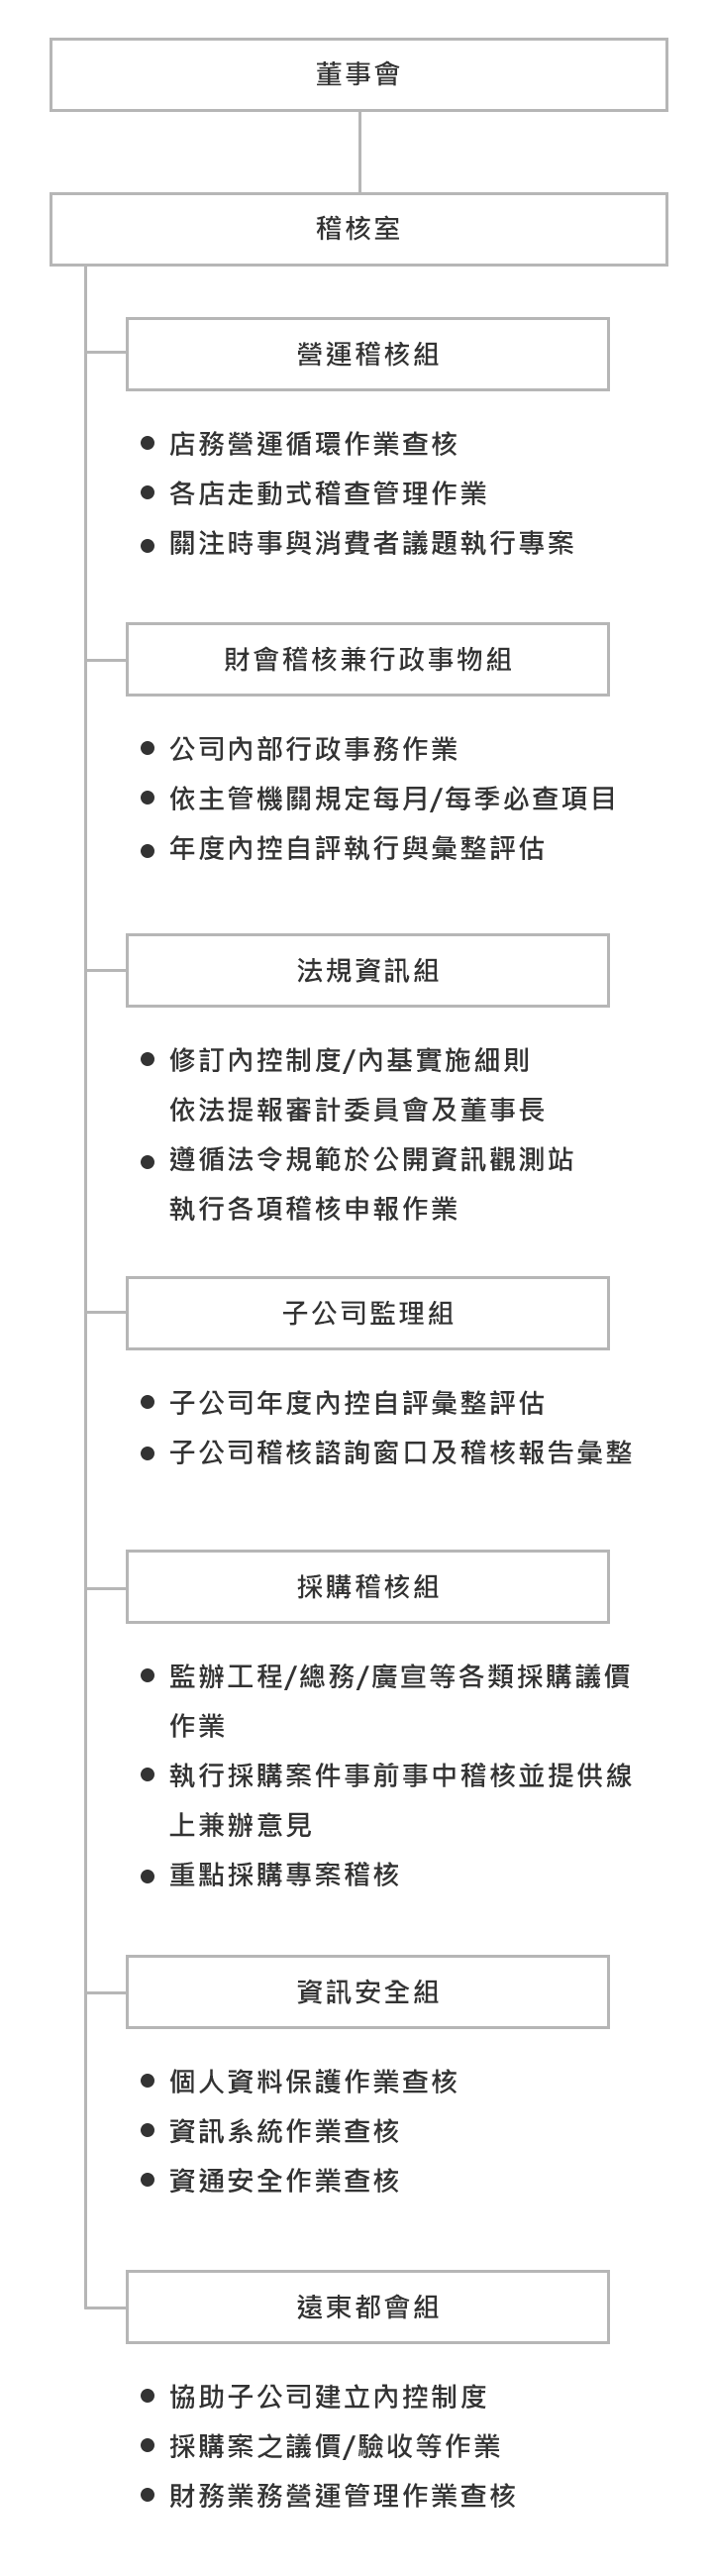 董事會
稽核室
營運稽核組
● 店務營運循環作業查核
● 各店走動式稽查管理作業
● 關注時事與消費者議題執行專案
財會稽核兼行政事物組
● 公司內部行政事務作業
● 依主管機關規定每月/每季必查項目
● 年度內控自評執行與彙整評估
法規資訊組
● 修訂內控制度/內基實施細則
依法提報審計委員會及董事長
● 遵循法令規範於公開資訊觀測站
執行各項稽核申報作業
子公司監理組
● 子公司年度內控自評彙整評估
● 子公司稽核諮詢窗口及稽核報告彙整
採購稽核組
● 監辦工程/總務/廣宣等各類採購議價
作業
● 執行採購案件事前事中稽核並提供線
上兼辦意見
● 重點採購專案稽核
資訊安全組
● 個人資料保護作業查核
● 資訊系統作業查核
● 資通安全作業查核
遠東都會組
● 協助子公司建立內控制度
● 採購案之議價/驗收等作業
● 財務業務營運管理作業查核